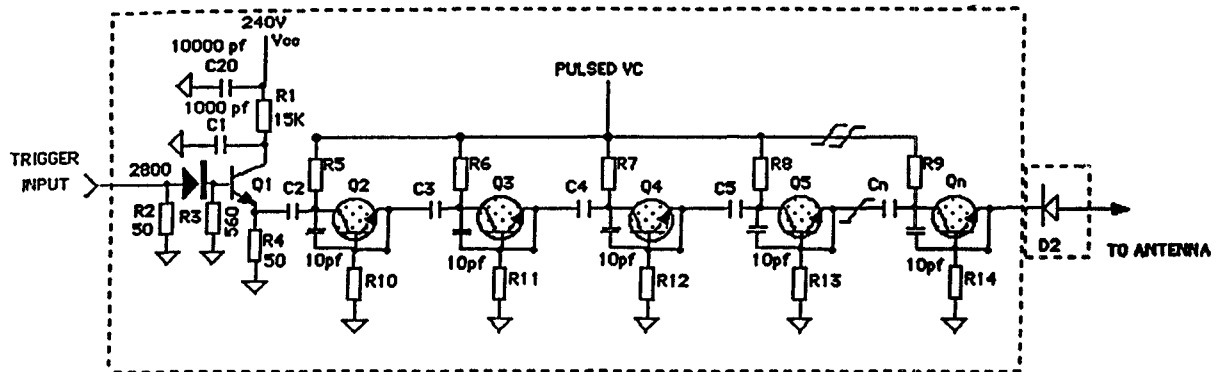 240V
Vcc
10000 pf
C20
1000 pf
R1
15K
C1
PULSED VC
TRIGGER
INPUT
2800
Q1
R2
50
R3
560
R4
50
C2
R5
Q2
10pf
R10
C3
R6
Q3
10pf
R11
C4
R7
Q4
10pf
R12
C5
R8
Q5
10pf
R13
Cn
R9
Qn
10pf
R14
D2
TO ANTENNA